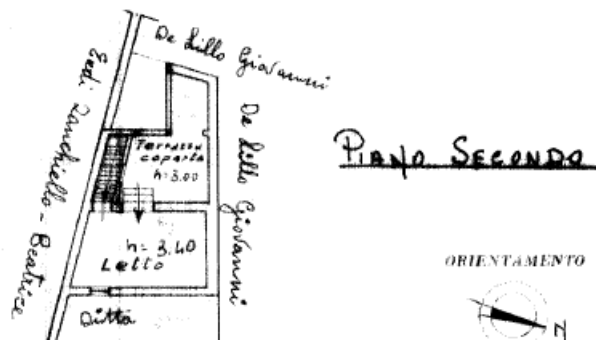 De Lillo Giovanni
Eredi Zanchiello - Beatrice
De Lillo Giovanni
Terrazza
coperta
h=3.00
PIANO SECONDO
h= 3.40
Letto
Ditta
ORIENTAMENTO
N